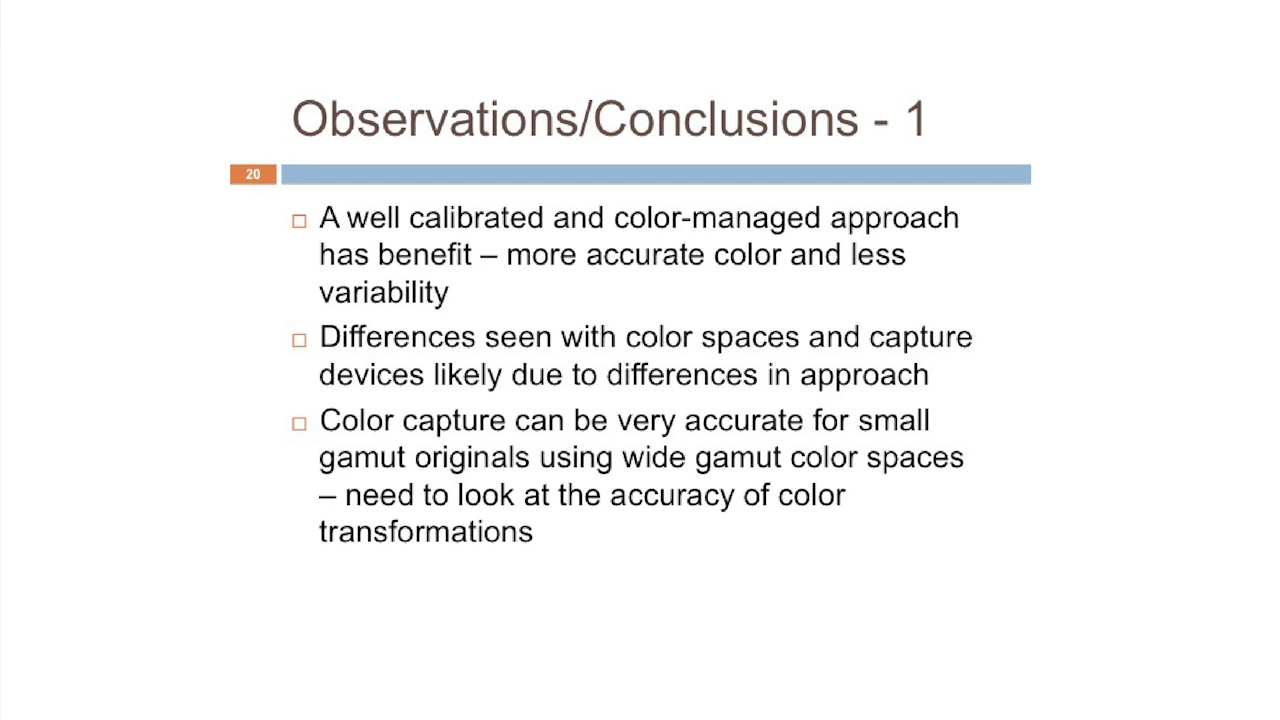 Observations/Conclusions - 1
20
A well calibrated and color-managed approach
has benefit – more accurate color and less
variability
Differences seen with color spaces and capture
devices likely due to differences in approach
Color capture can be very accurate for small
gamut originals using wide gamut color spaces
– need to look at the accuracy of color
transformations